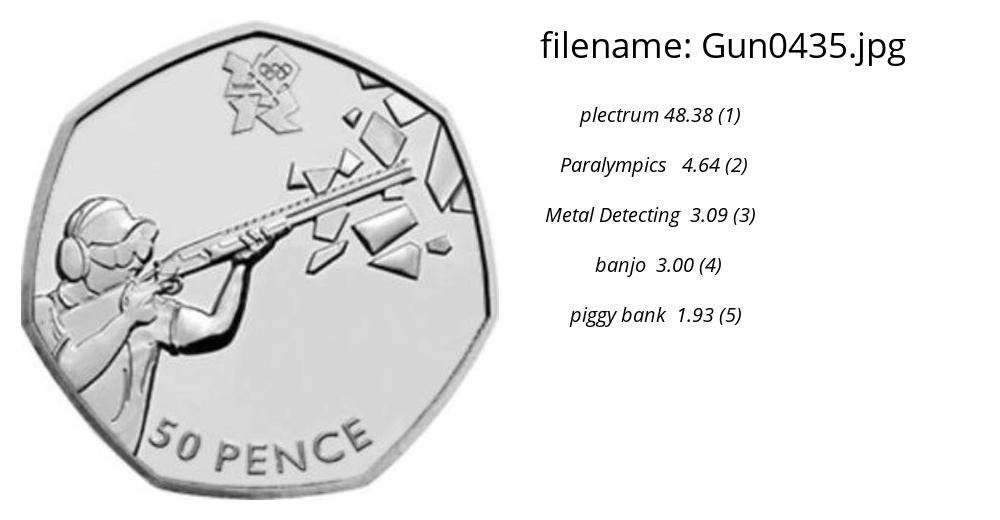 filename: Gun0435.jpg
plectrum 48.38 (1)
Paralympics 4.64 (2)
Metal Detecting 3.09 (3)
banjo 3.00 (4)
piggy bank 1.93 (5)
50 PENCE